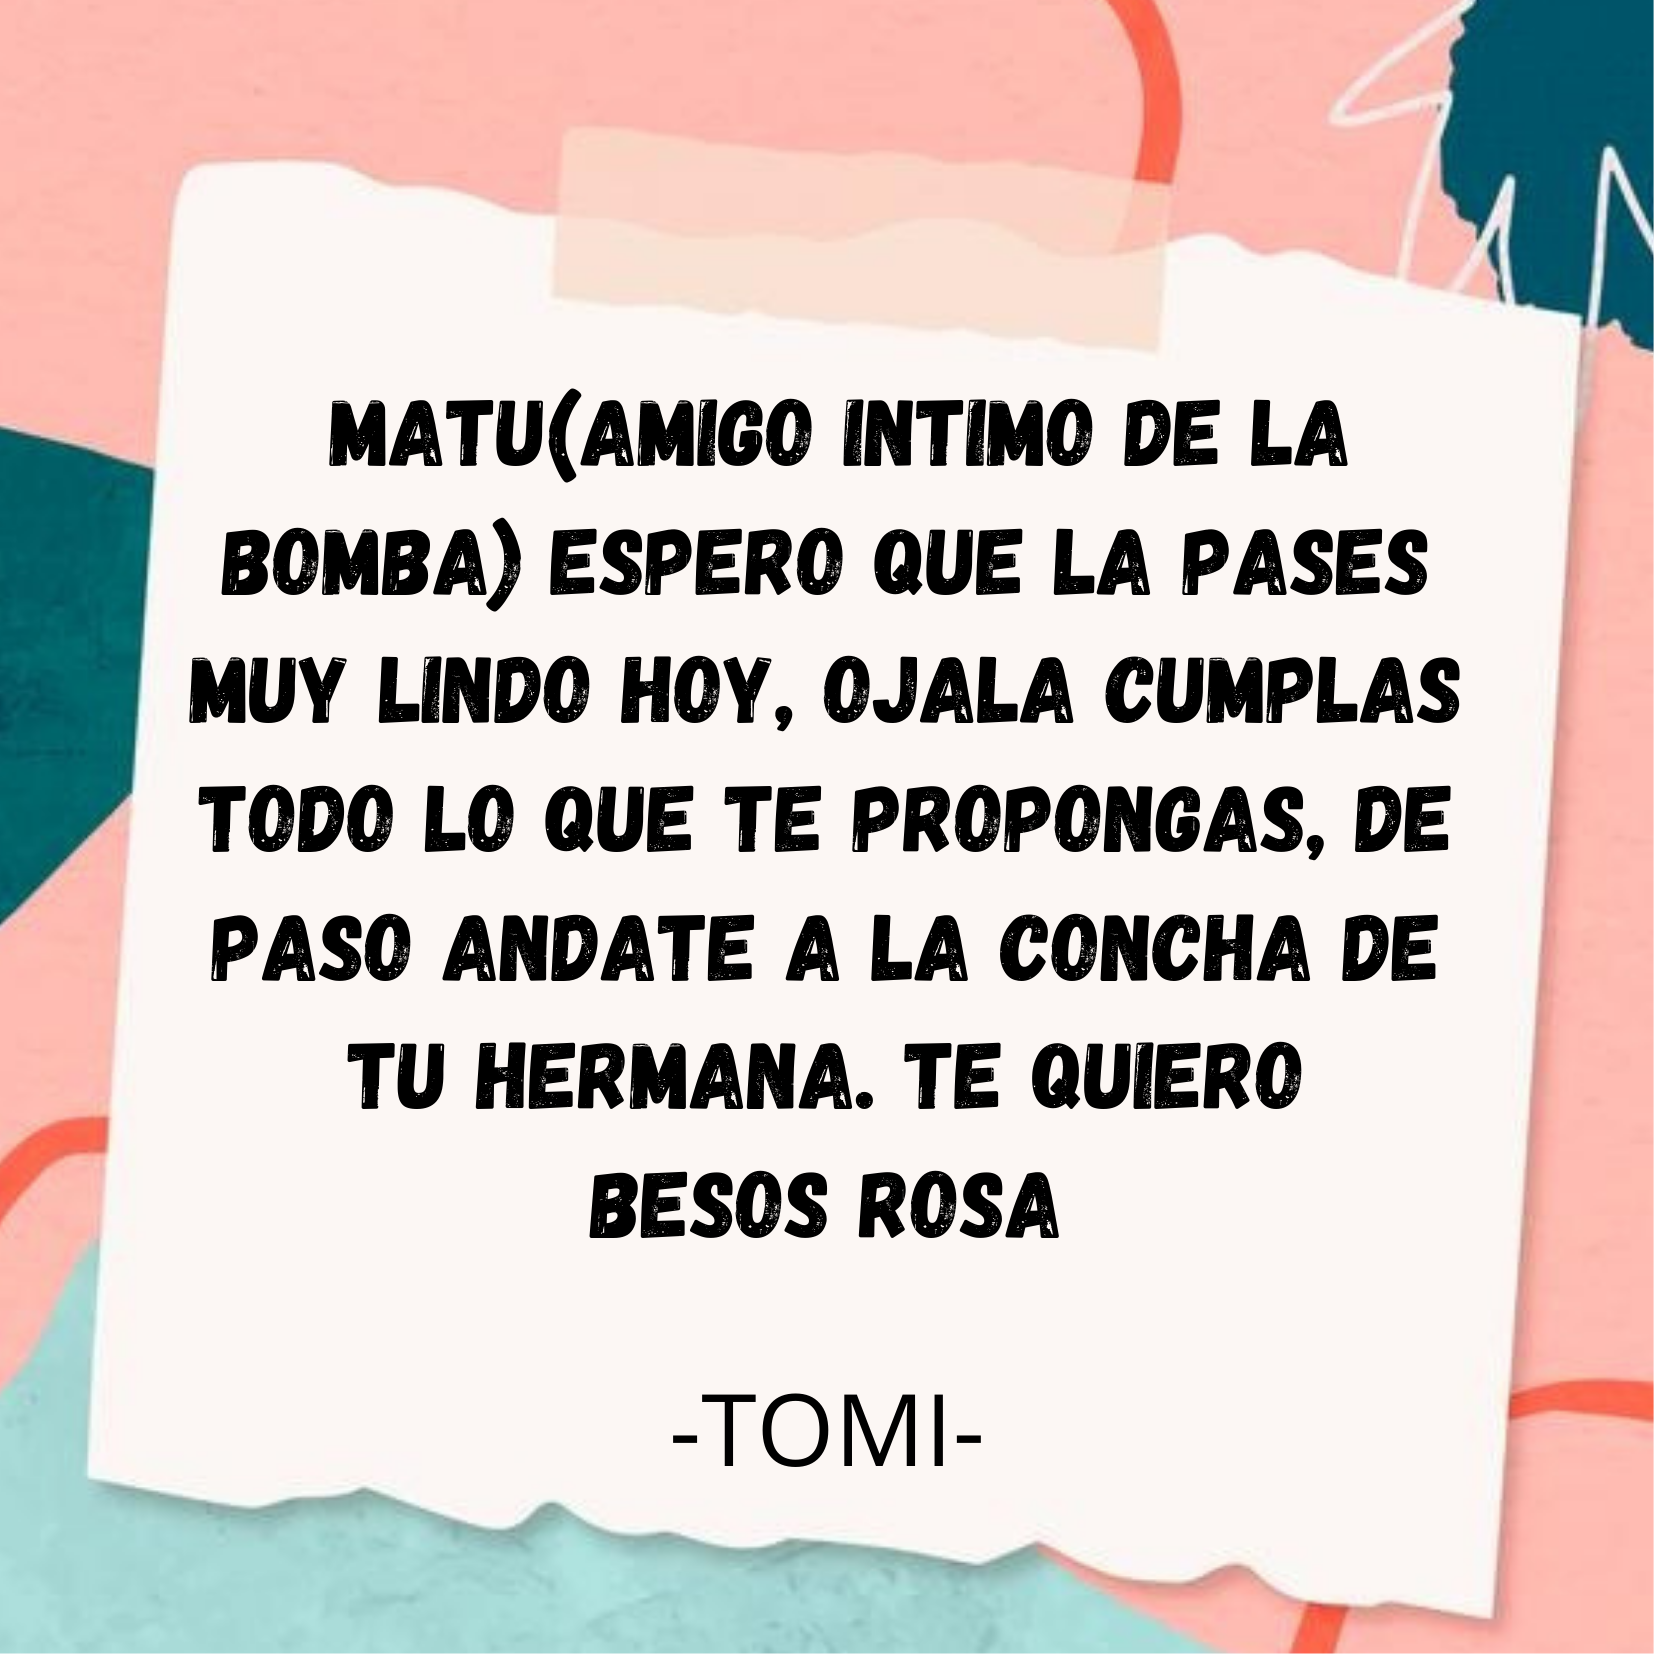 MATU(AMIGO INTIMO DE LA
BOMBA) ESPERO QUE LA PASES
MUY LINDO HOY, OJALA CUMPLAS
TODO LO QUE TE PROPONGAS, DE
PASO ANDATE A LA CONCHA DE
TU HERMANA. TE QUIERO
BESOS ROSA
-TOMI-